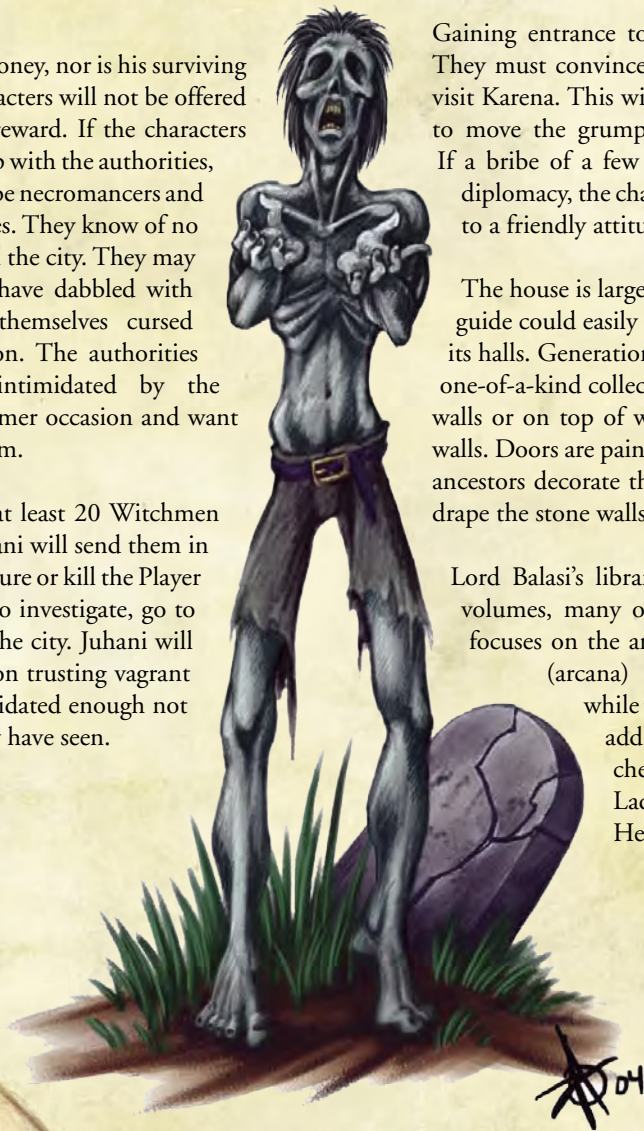 oney, nor is his surviving
acters will not be offered
reward. If the characters
with the authorities,
be necromancers and
es. They know of no
the city. They may
have dabbled with
themselves cursed
on. The authorities
intimidated by the
mer occasion and want
m.
at least 20 Witchmen
ani will send them in
ure or kill the Player
o investigate, go to
he city. Juhani will
on trusting vagrant
idated enough not
have seen.
Gaining entrance to
They must convince
visit Karena. This wi
to move the grump
If a bribe of a few
diplomacy, the cha
to a friendly attitu
The house is large
guide could easily
its halls. Generation
one-of-a-kind collec
walls or on top of w
walls. Doors are pain
ancestors decorate th
drape the stone walls
Lord Balasi's librar
volumes, many o
focuses on the ar
(arcana)
while
add
che
Lad
He
04